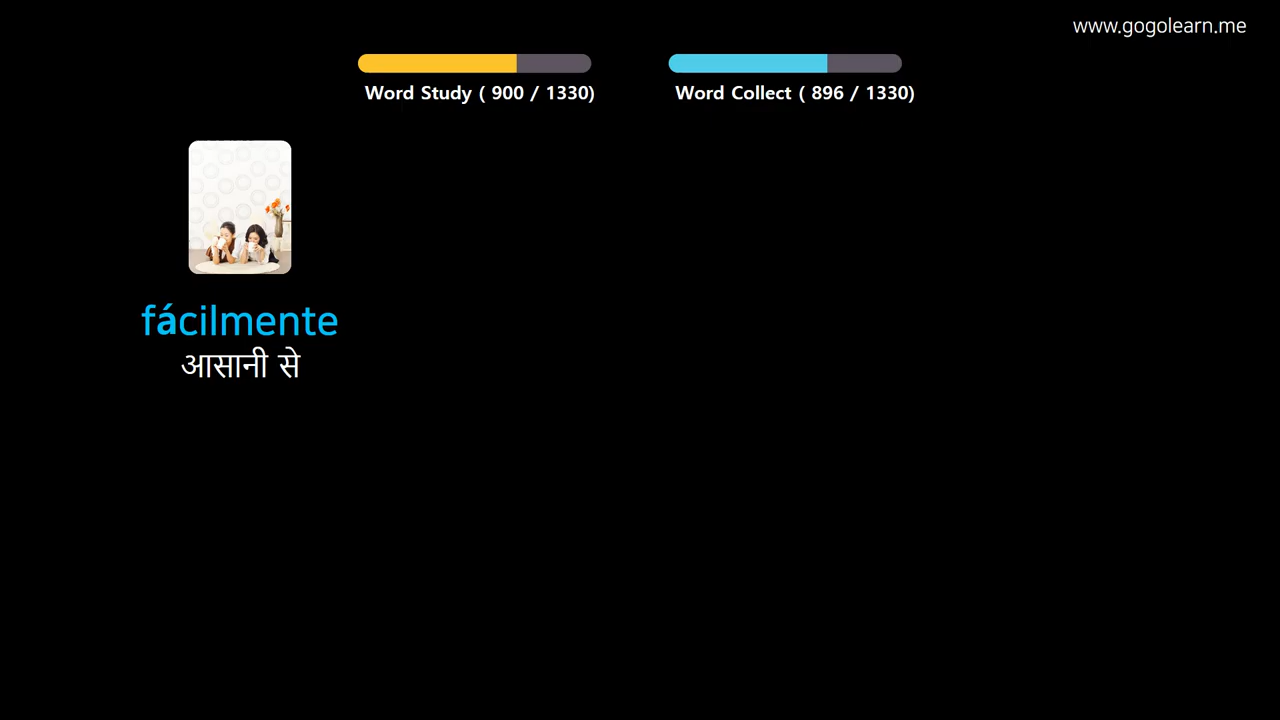 www.gogolearn.me
Word Study ( 900 / 1330)
Word Collect ( 896 / 1330)
fácilmente
आसानी से